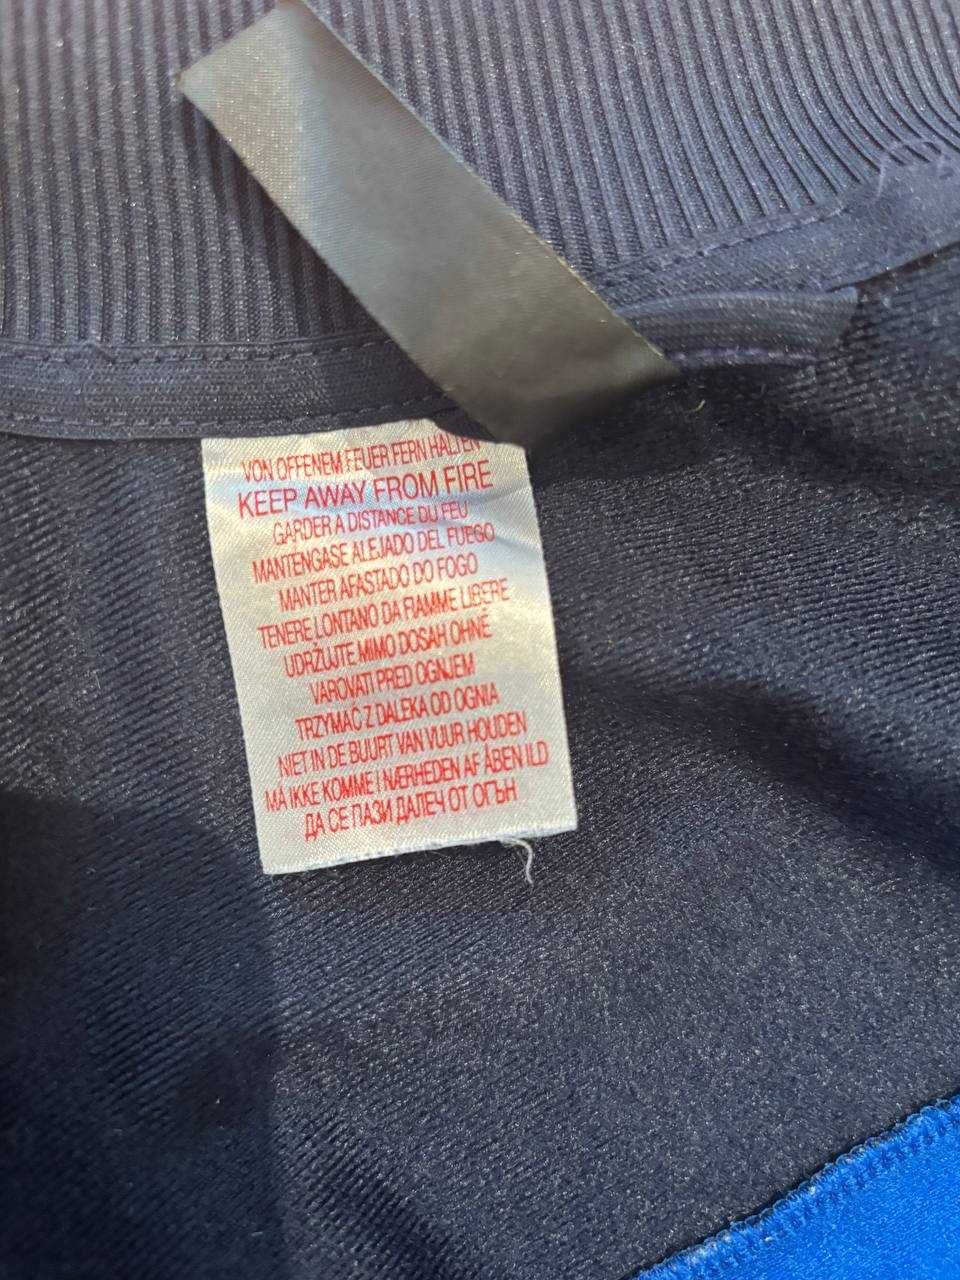 VON OFFENEM FEUER FERN HALTEN
KEEP AWAY FROM FIRE
GARDER A DISTANCE DU FEU
MANTENGASE ALEJADO DEL FUEGO
MANTER AFASTADO DO FOGO
TENERE LONTANO DA FIAMME LIBERE
UDRŽUJTE MIMO DOSAH OHNĚ
VAROVATI PRED OGNJEM
TRZYMAĆ Z DALEKA OD OGNIA
NIET IN DE BUURT VAN VUUR HOUDEN
MÅ IKKE KOMME I NÆRHEDEN AF ÅBEN ILD
ДА СЕ ПАЗИ ДАЛЕЧ ОТ ОГЪН